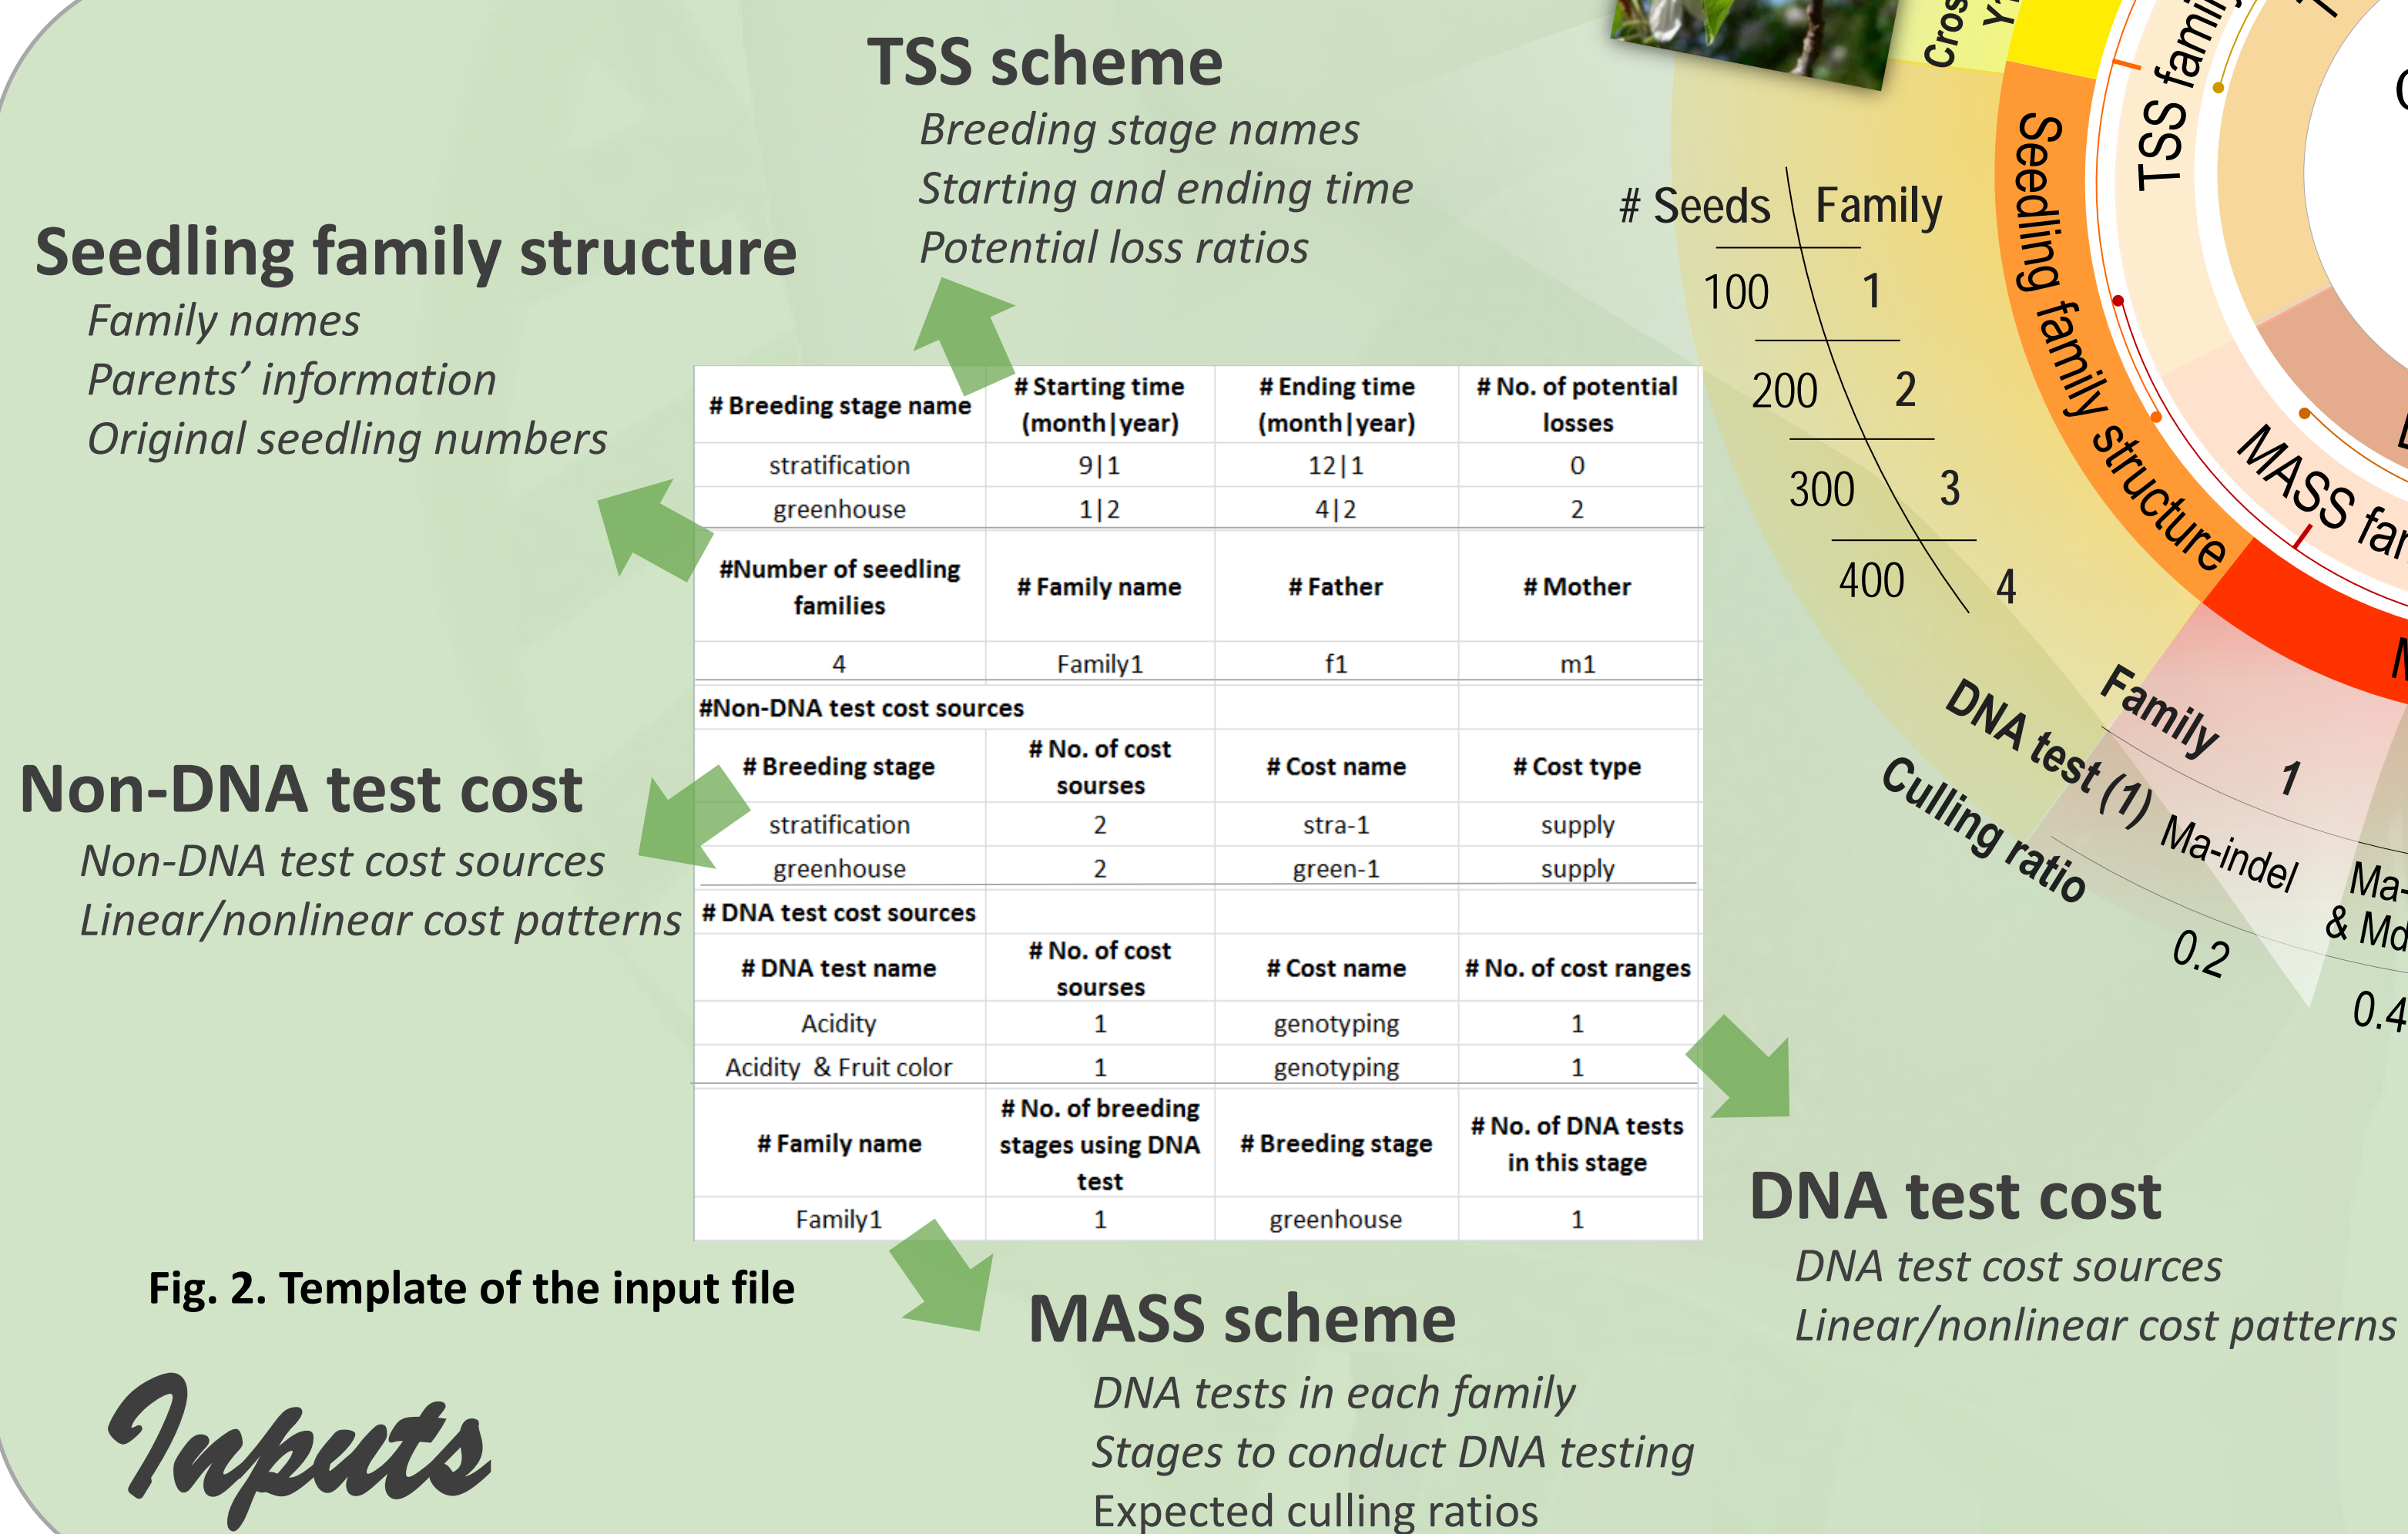 TSS scheme
Breeding stage names
Starting and ending time
Potential loss ratios
Seedling family structure
Family names
Parents’ information
Original seedling numbers
# Breeding stage name # Starting time (month|year) # Ending time (month|year) # No. of potential losses
stratification 9|1 12|1 0
greenhouse 1|2 4|2 2
#Number of seedling families # Family name # Father # Mother
4 Family1 f1 m1
#Non-DNA test cost sources
# Breeding stage # No. of cost sourses # Cost name # Cost type
stratification 2 stra-1 supply
greenhouse 2 green-1 supply
# DNA test cost sources
# DNA test name # No. of cost sourses # Cost name # No. of cost ranges
Acidity 1 genotyping 1
Acidity & Fruit color 1 genotyping 1
# Family name # No. of breeding stages using DNA test # Breeding stage # No. of DNA tests in this stage
Family1 1 greenhouse 1
Non-DNA test cost
Non-DNA test cost sources
Linear/nonlinear cost patterns
DNA test cost
DNA test cost sources
Linear/nonlinear cost patterns
Fig. 2. Template of the input file
MASS scheme
DNA tests in each family
Stages to conduct DNA testing
Expected culling ratios
Inputs
# Seeds Family
100 1
200 2
300 3
400 4
Seedling family structure
TSS
MASS
Family 1
DNA test (1) Ma-indel
Culling ratio 0.2
0.4